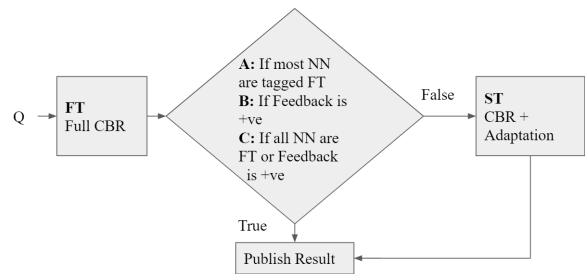 Q
FT
Full CBR
A: If most NN
are tagged FT
B: If Feedback is
+ve
C: If all NN are
FT or Feedback
is +ve
False
ST
CBR +
Adaptation
True
Publish Result